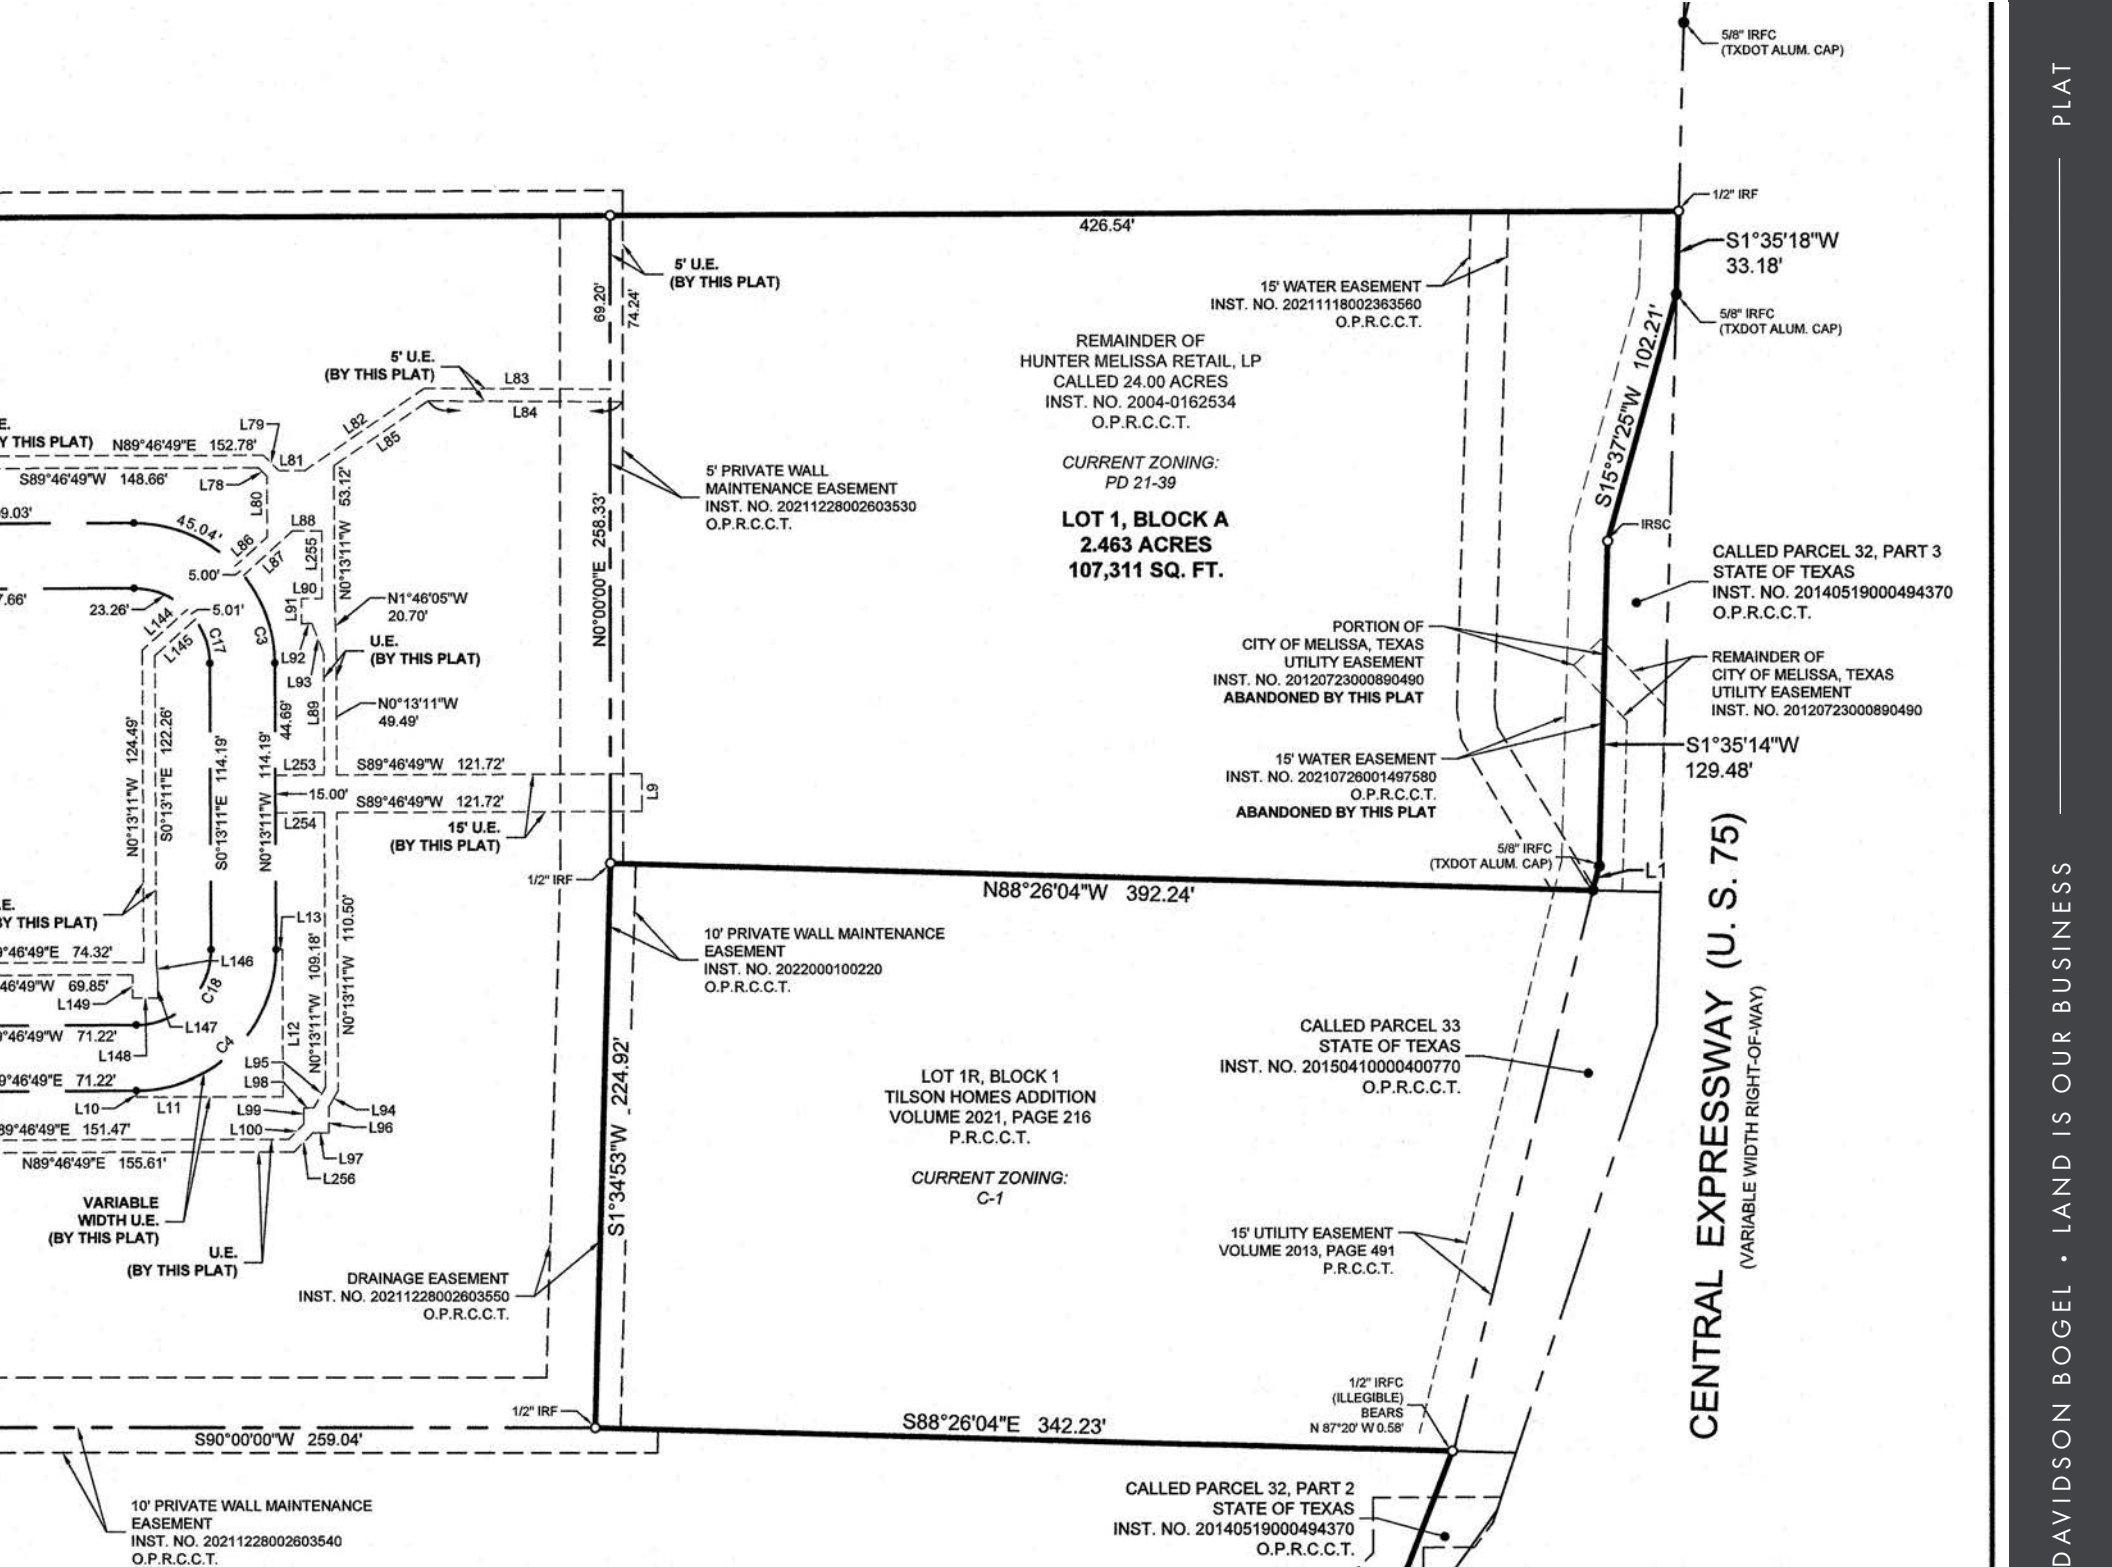 5/8" IRFC
(TXDOT ALUM. CAP)
1/2" IRF
426.54'
S1°35'18"W
33.18'
5' U.E.
(BY THIS PLAT)
69.20'
74.24'
15' WATER EASEMENT
INST. NO. 20211118002363560
O.P.R.C.C.T.
5/8" IRFC
(TXDOT ALUM. CAP)
S15°37'25"W 102.21'
REMAINDER OF
HUNTER MELISSA RETAIL, LP
CALLED 24.00 ACRES
INST. NO. 2004-0162534
O.P.R.C.C.T.
CURRENT ZONING:
PD 21-39
LOT 1, BLOCK A
2.463 ACRES
107,311 SQ. FT.
5' U.E.
(BY THIS PLAT)
L83
L84
L82
L85
L79
L81
E.
Y THIS PLAT)
N89°46'49"E 152.78'
S89°46'49"W 148.66'
L78
L80
53.12'
N0°13'11"W
5' PRIVATE WALL
MAINTENANCE EASEMENT
INST. NO. 20211228002603530
O.P.R.C.C.T.
N0°00'00"E 258.33'
9.03'
45.04'
L88
L86
L87
L255
5.00'
L90
L91
7.66'
23.26'
5.01'
L144
L145
C17
C3
L92
L93
N1°46'05"W
20.70'
U.E.
(BY THIS PLAT)
L89
N0°13'11"W
49.49'
IRSC
CALLED PARCEL 32, PART 3
STATE OF TEXAS
INST. NO. 20140519000494370
O.P.R.C.C.T.
PORTION OF
CITY OF MELISSA, TEXAS
UTILITY EASEMENT
INST. NO. 20120723000890490
ABANDONED BY THIS PLAT
REMAINDER OF
CITY OF MELISSA, TEXAS
UTILITY EASEMENT
INST. NO. 20120723000890490
S1°35'14"W
129.48'
15' WATER EASEMENT
INST. NO. 20210726001497580
O.P.R.C.C.T.
ABANDONED BY THIS PLAT
N0°13'11"W 124.49'
S0°13'11"E 122.26'
S0°13'11"E 114.19'
N0°13'11"W 114.19'
44.69'
L253
S89°46'49"W 121.72'
15.00'
L9
L254
S89°46'49"W 121.72'
15' U.E.
(BY THIS PLAT)
5/8" IRFC
(TXDOT ALUM. CAP)
L1
1/2" IRF
N88°26'04"W 392.24'
E.
BY THIS PLAT)
L13
°46'49"E 74.32'
L146
46'49"W 69.85'
L149
C18
L147
°46'49"W 71.22'
L148
C4
L12
N0°13'11"W 109.18'
N0°13'11"W 110.50'
10' PRIVATE WALL MAINTENANCE
EASEMENT
INST. NO. 2022000100220
O.P.R.C.C.T.
9°46'49"E 71.22'
L95
L98
L10
L11
L99
L94
L100
L96
89°46'49"E 151.47'
N89°46'49"E 155.61'
L97
L256
VARIABLE
WIDTH U.E.
(BY THIS PLAT)
U.E.
(BY THIS PLAT)
S1°34'53"W 224.92'
LOT 1R, BLOCK 1
TILSON HOMES ADDITION
VOLUME 2021, PAGE 216
P.R.C.C.T.
CURRENT ZONING:
C-1
CALLED PARCEL 33
STATE OF TEXAS
INST. NO. 20150410000400770
O.P.R.C.C.T.
15' UTILITY EASEMENT
VOLUME 2013, PAGE 491
P.R.C.C.T.
DRAINAGE EASEMENT
INST. NO. 20211228002603550
O.P.R.C.C.T.
1/2" IRF
S88°26'04"E 342.23'
1/2" IRFC
(ILLEGIBLE)
BEARS
N 87°20' W 0.58'
S90°00'00"W 259.04'
10' PRIVATE WALL MAINTENANCE
EASEMENT
INST. NO. 20211228002603540
O.P.R.C.C.T.
CALLED PARCEL 32, PART 2
STATE OF TEXAS
INST. NO. 20140519000494370
O.P.R.C.C.T.
CENTRAL EXPRESSWAY (U. S. 75)
(VARIABLE WIDTH RIGHT-OF-WAY)
PLAT
DAVIDSON BOGEL • LAND IS OUR BUSINESS